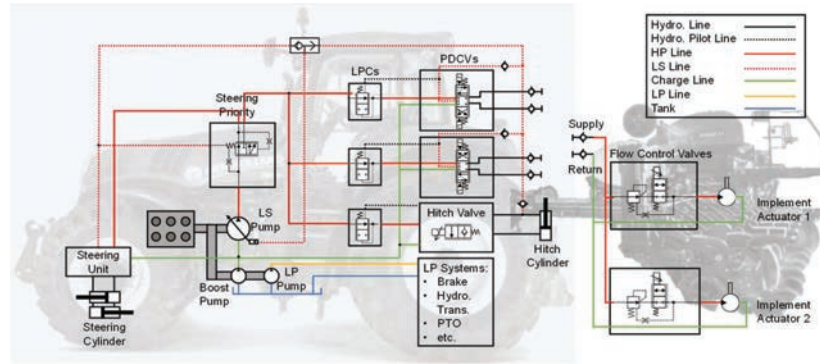 LPCs
PDCVs
Steering
Priority
LS
Pump
Steering
Unit
Boost
Pump
LP
Pump
Steering
Cylinder
Hitch Valve
Hitch
Cylinder
LP Systems:
• Brake
• Hydro.
Trans.
• PTO
• etc.
Hydro. Line
Hydro. Pilot Line
HP Line
LS Line
Charge Line
LP Line
Tank
Supply
Return
Flow Control Valves
Implement
Actuator 1
Implement
Actuator 2